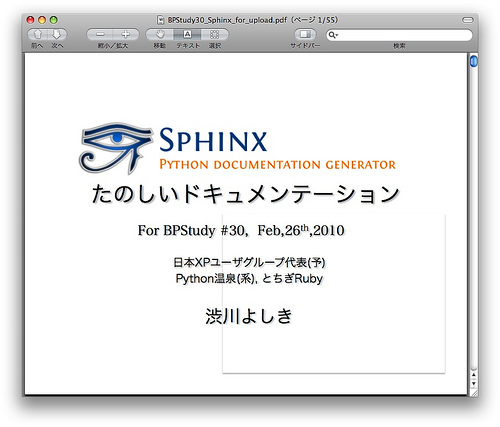 BPStudy30_Sphinx_for_upload.pdf (ページ 1/55)
前へ 次へ 縮小／拡大 移動 テキスト 選択 サイドバー 検索
SPHINX
PYTHON DOCUMENTATION GENERATOR
たのしいドキュメンテーション
For BPStudy #30, Feb,26th,2010
日本XPユーザグループ代表(予)
Python温泉(系), とちぎRuby
渋川よしき